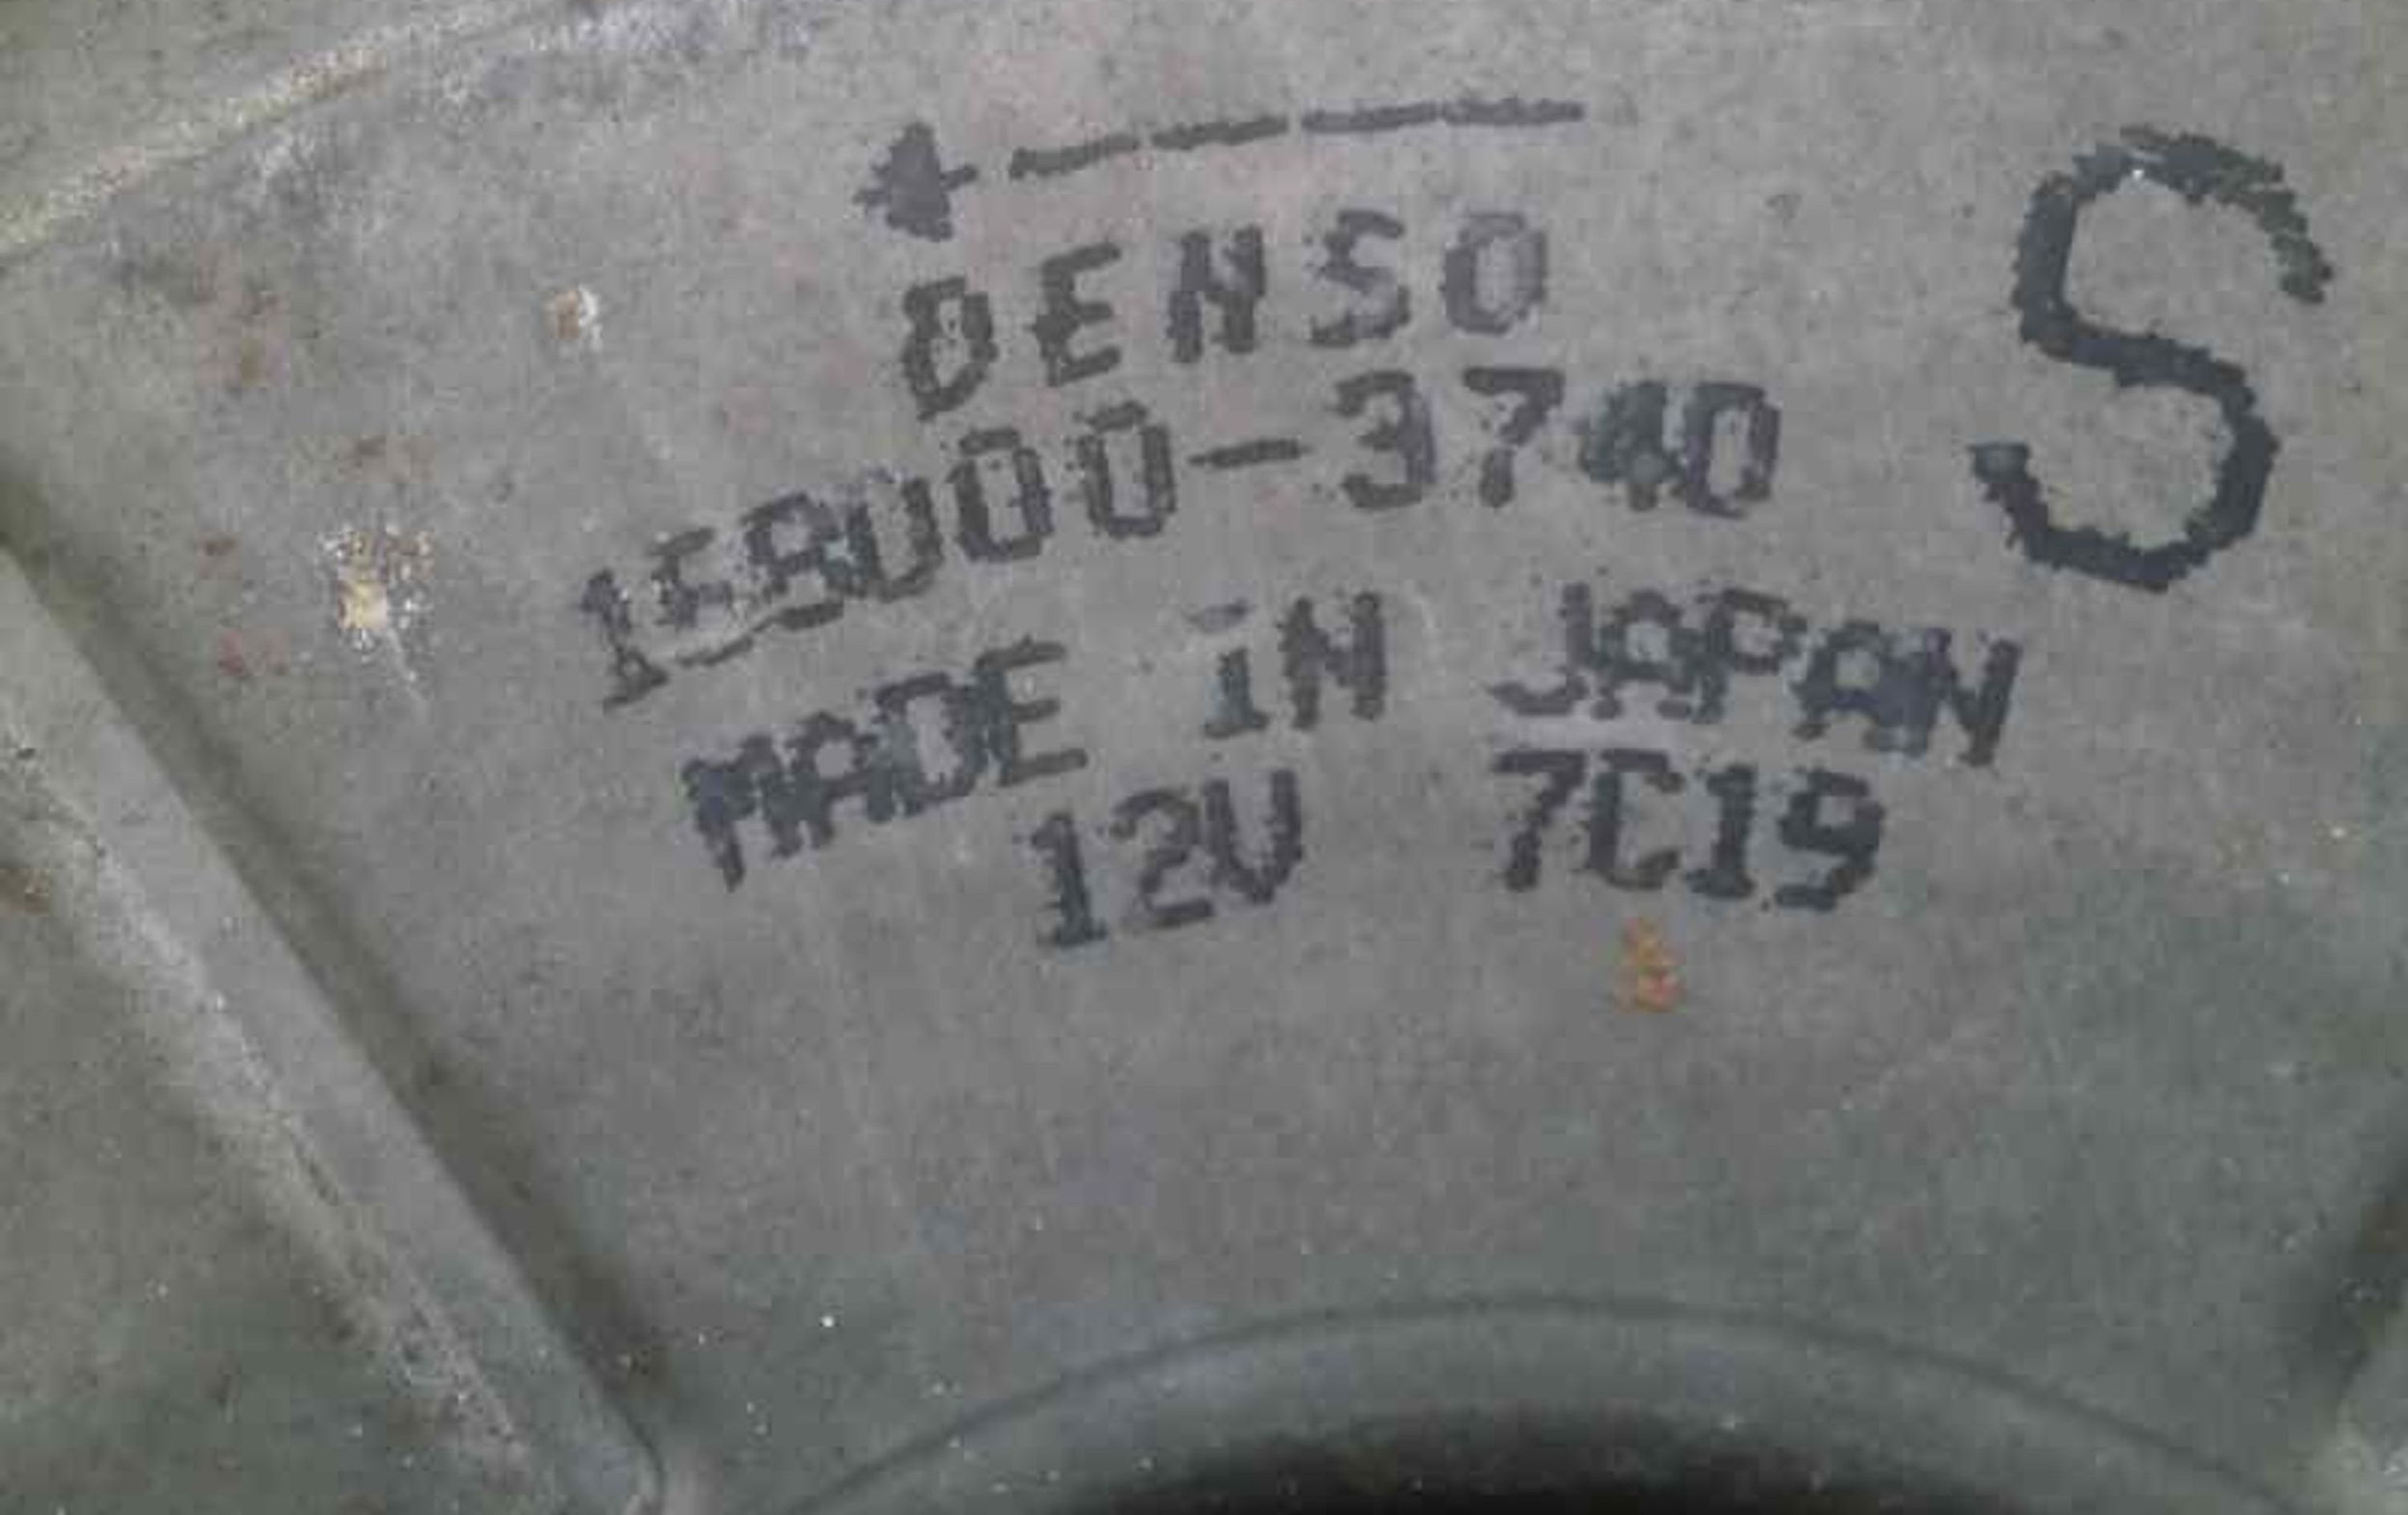 DENSO
168000-3740
MADE iN JAPAN
12V 7C19
S